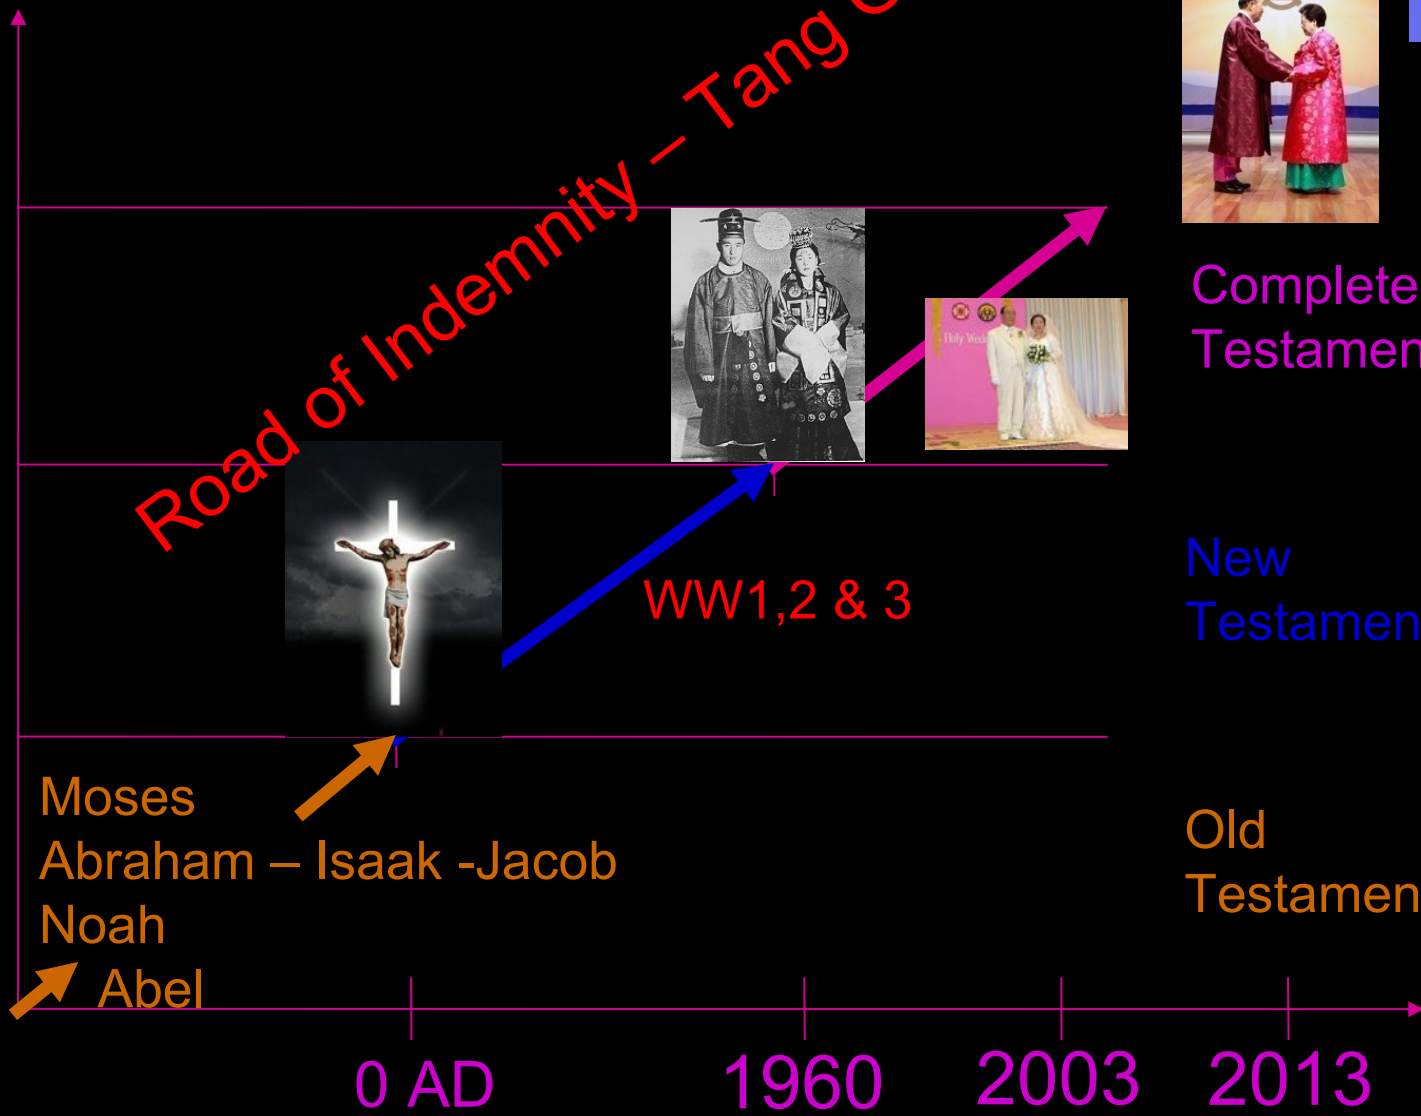 Road of Indemnity – Tang
Complete
Testamen
Holy
New
Testamen
WW1,2 & 3
Moses
Abraham – Isaak -Jacob
Noah
Abel
Old
Testamen
0 AD
1960
2003
2013